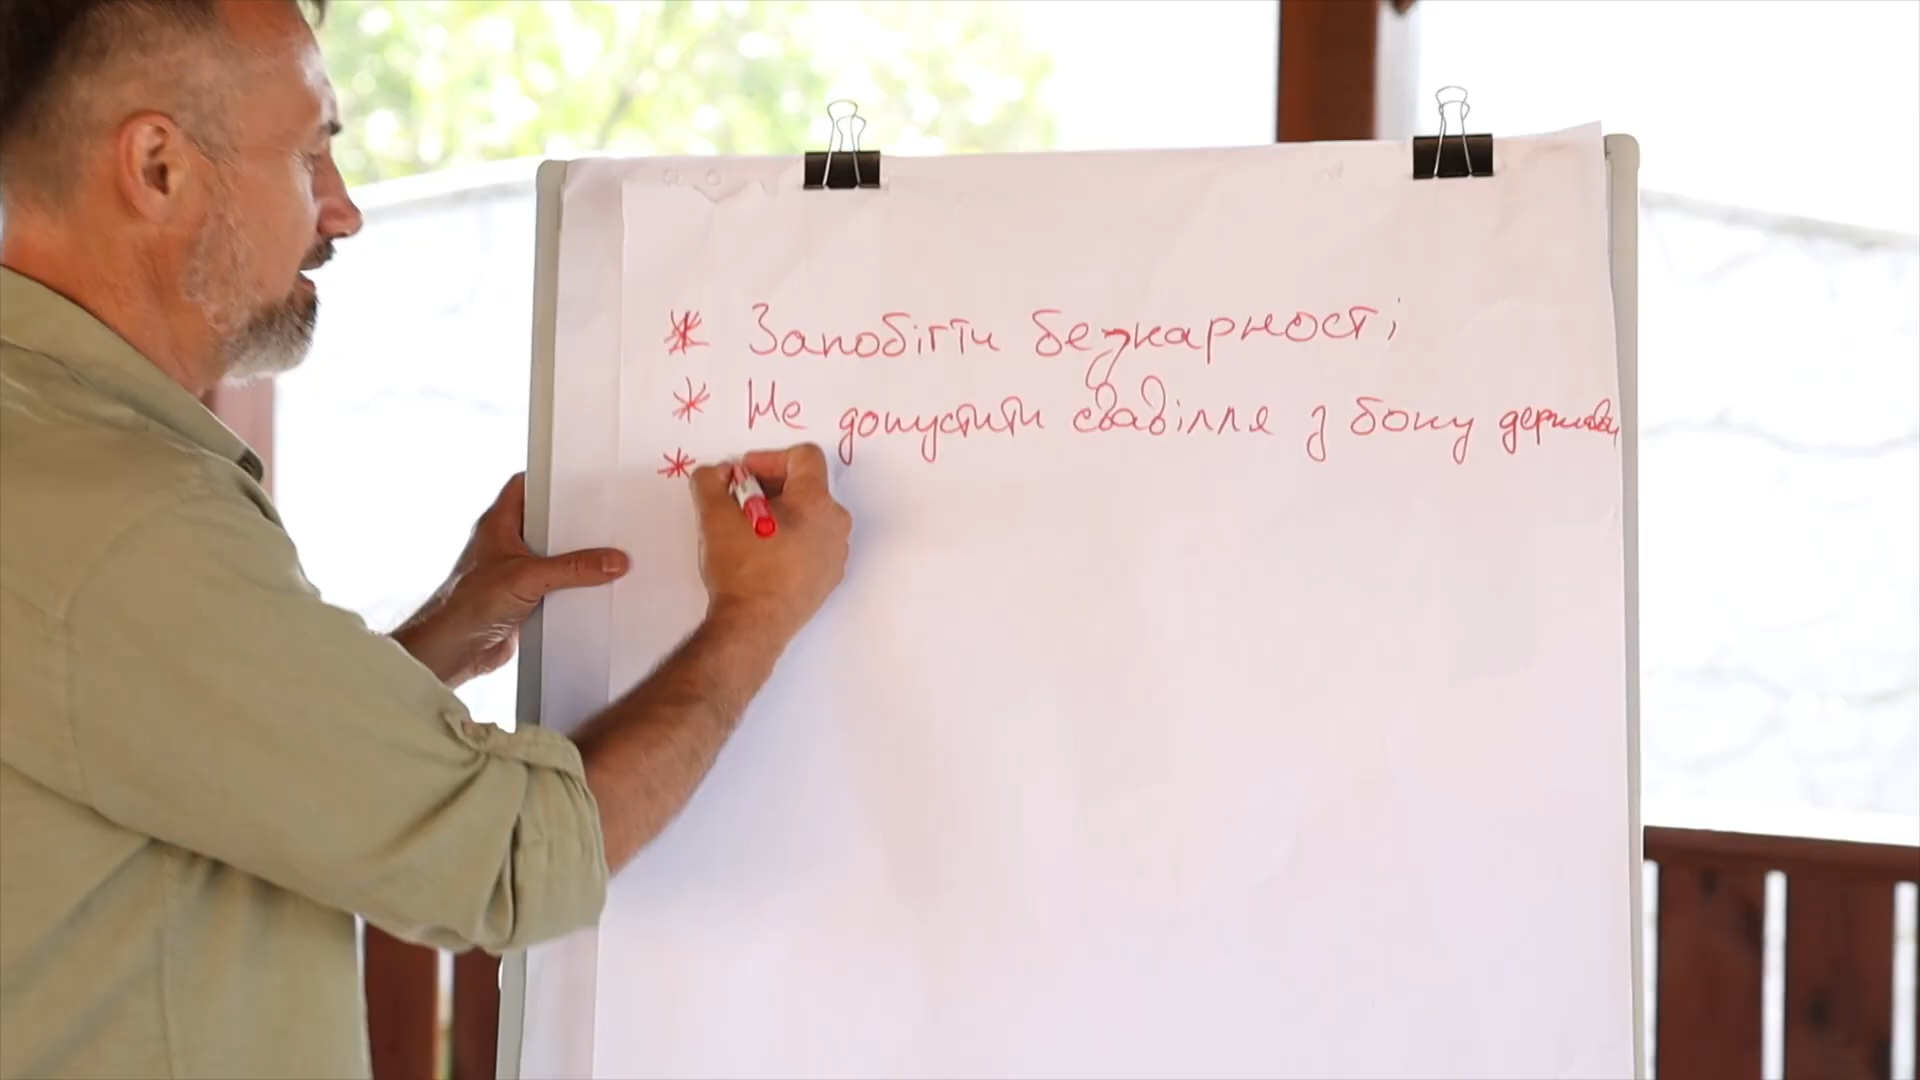 * Запобігти безкарності
* Не допустити свавілля з боку держави
*